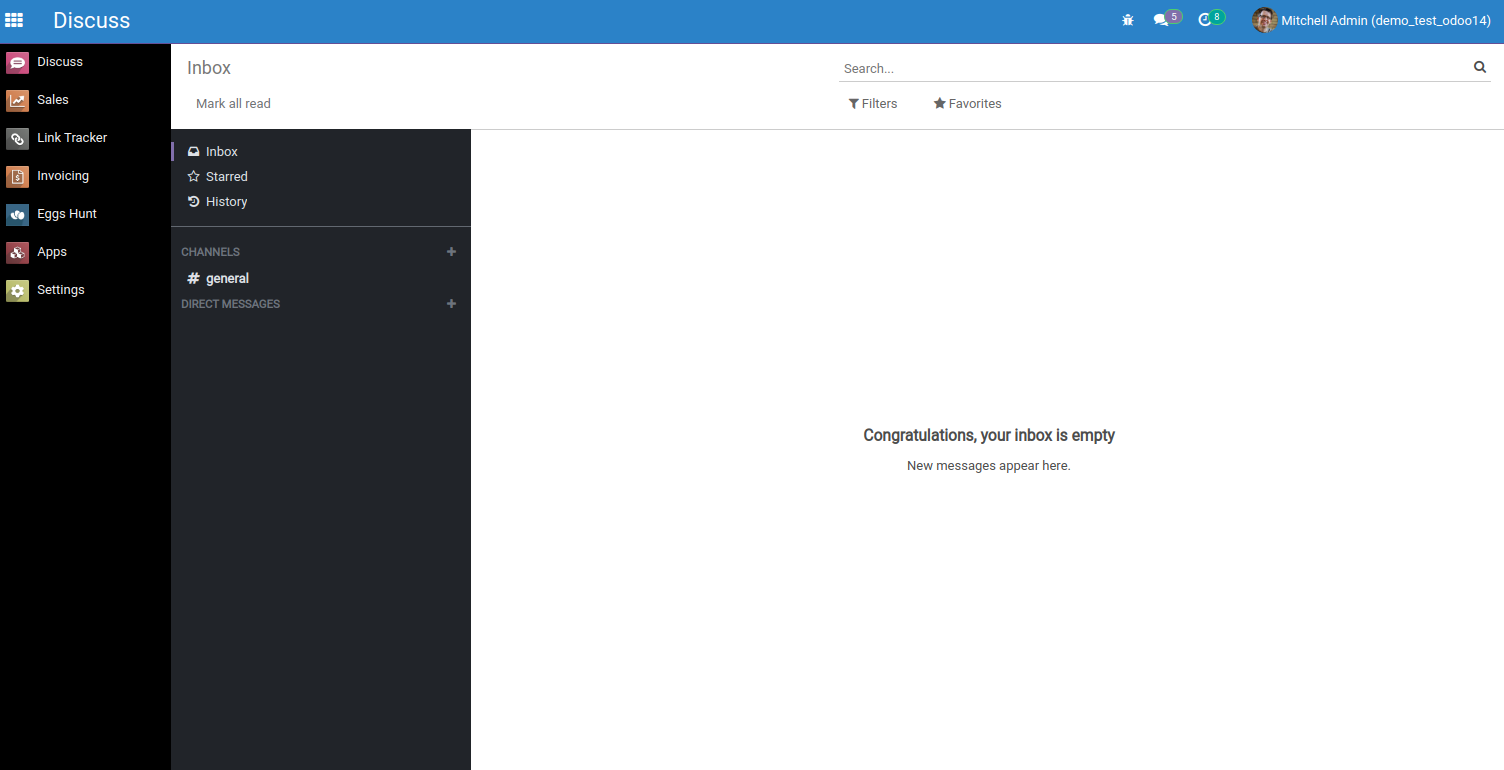 Discuss
5
8
Mitchell Admin (demo_test_odoo14)
Discuss
Sales
Link Tracker
Invoicing
Eggs Hunt
Apps
Settings
Inbox
Search...
Mark all read
Filters
Favorites
Inbox
Starred
History
CHANNELS
# general
DIRECT MESSAGES
Congratulations, your inbox is empty
New messages appear here.